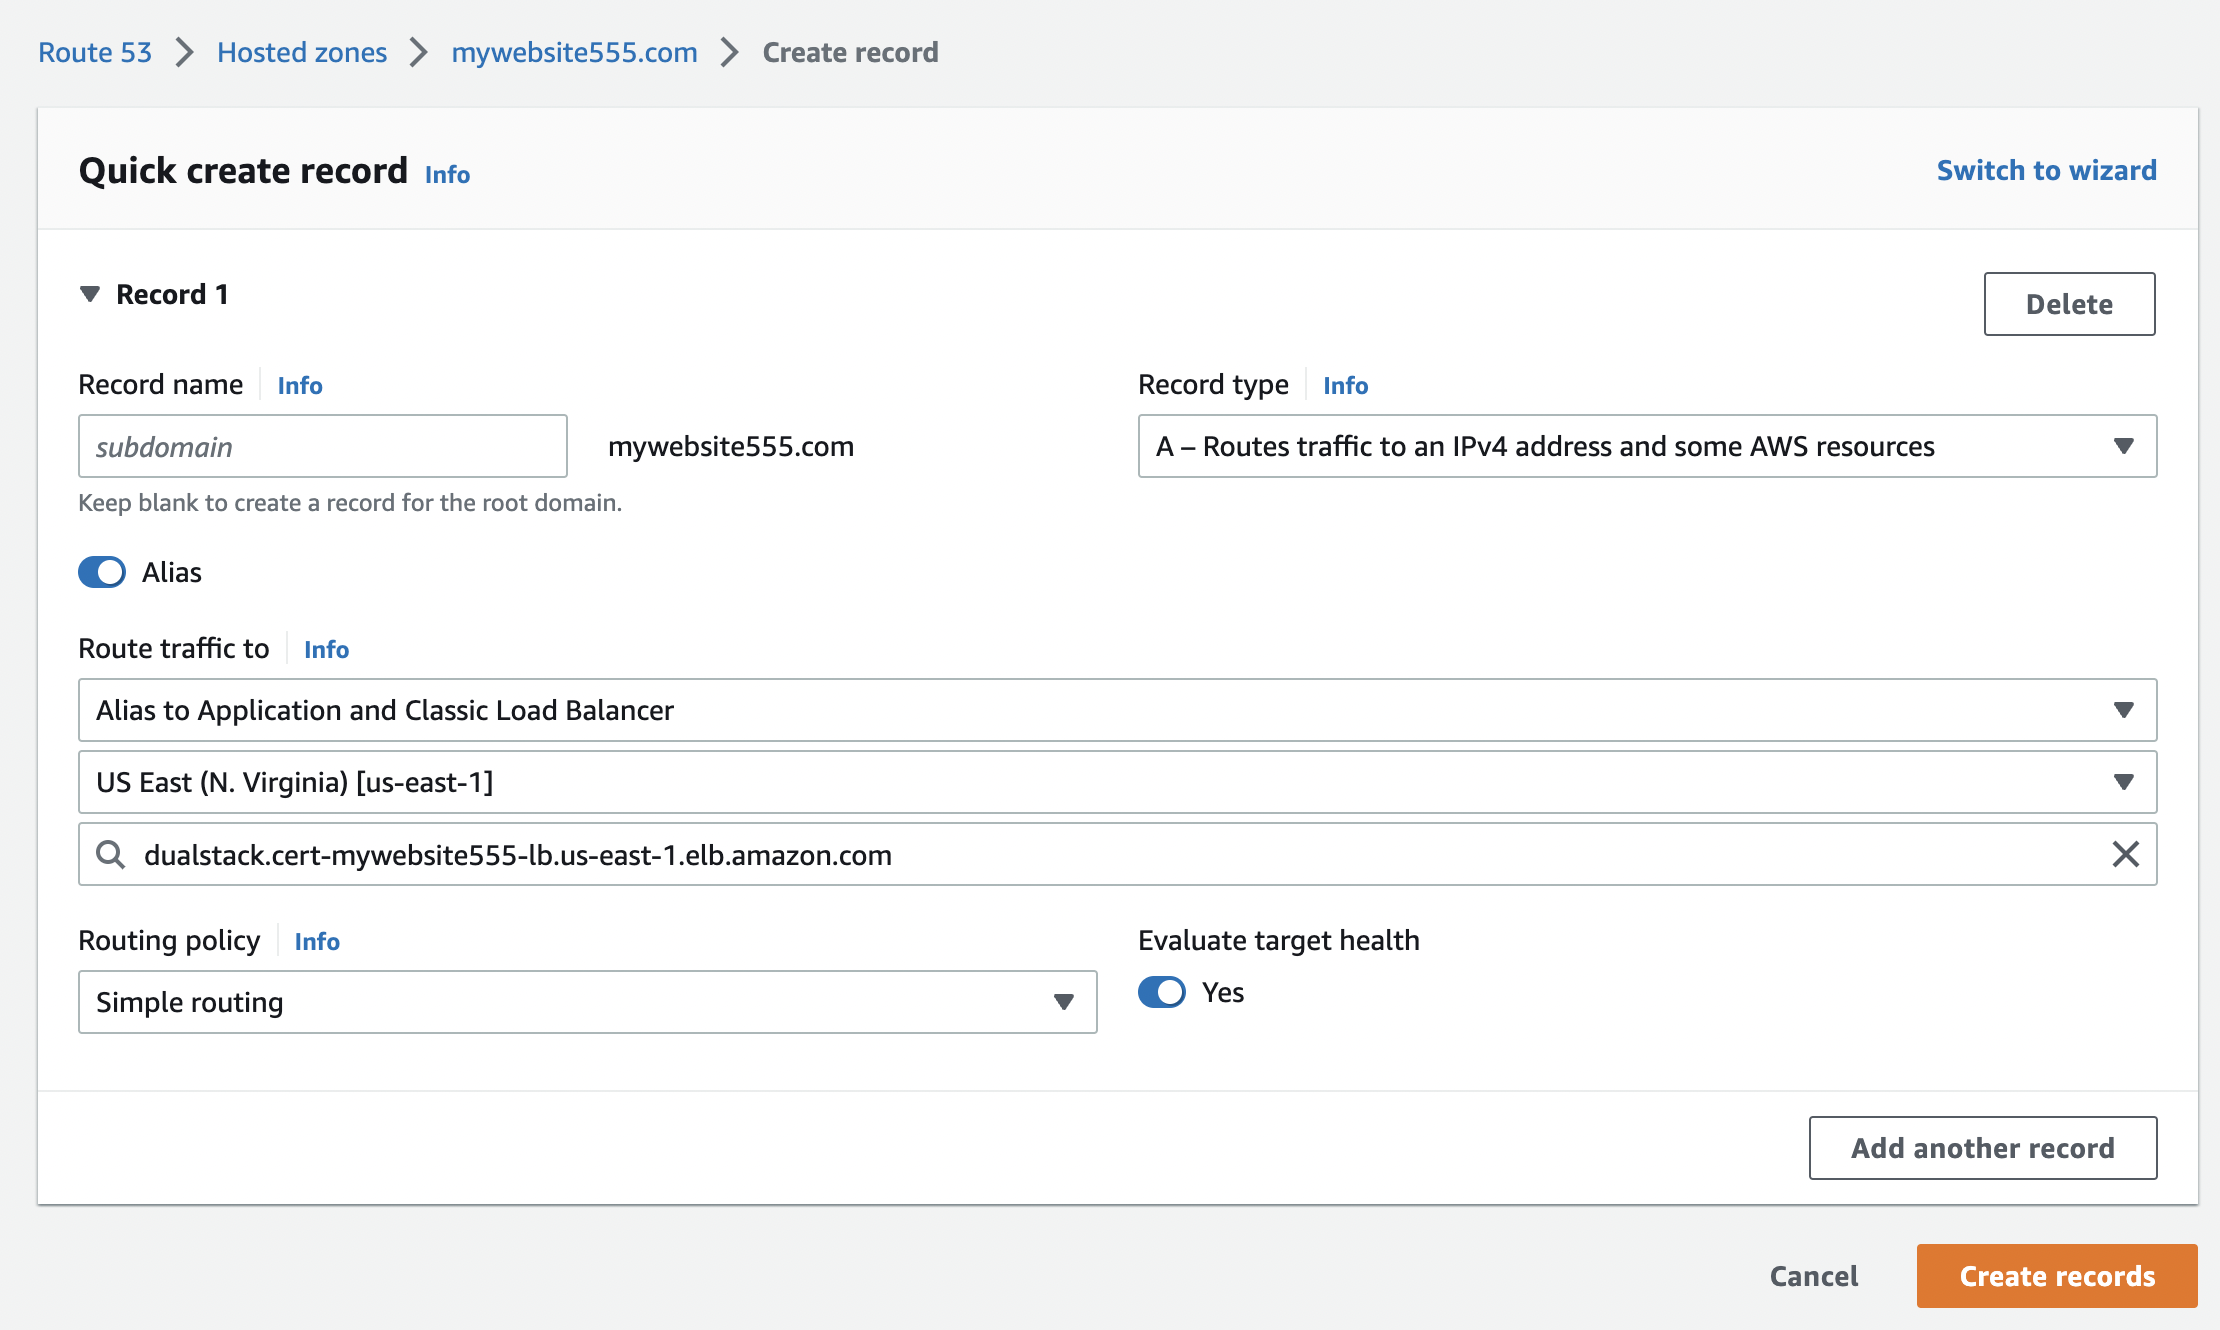 Route 53 > Hosted zones > mywebsite555.com > Create record
Quick create record Info
Switch to wizard
Record 1
Delete
Record name Info
subdomain
mywebsite555.com
Keep blank to create a record for the root domain.
Record type Info
A – Routes traffic to an IPv4 address and some AWS resources
Alias
Route traffic to Info
Alias to Application and Classic Load Balancer
US East (N. Virginia) [us-east-1]
dualstack.cert-mywebsite555-lb.us-east-1.elb.amazon.com
Routing policy Info
Simple routing
Evaluate target health
Yes
Add another record
Cancel
Create records